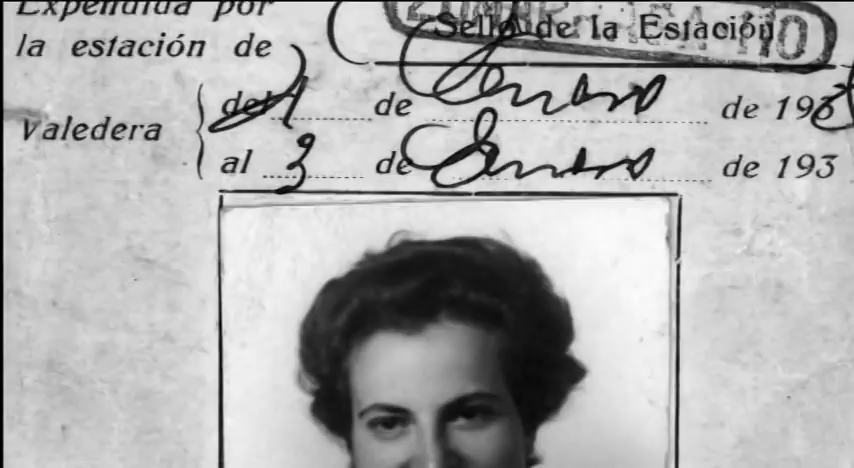 Expendida por
la estación de
Sello de la Estación
Valedera
del 1 de Enero de 193
al 3 de Enero de 193